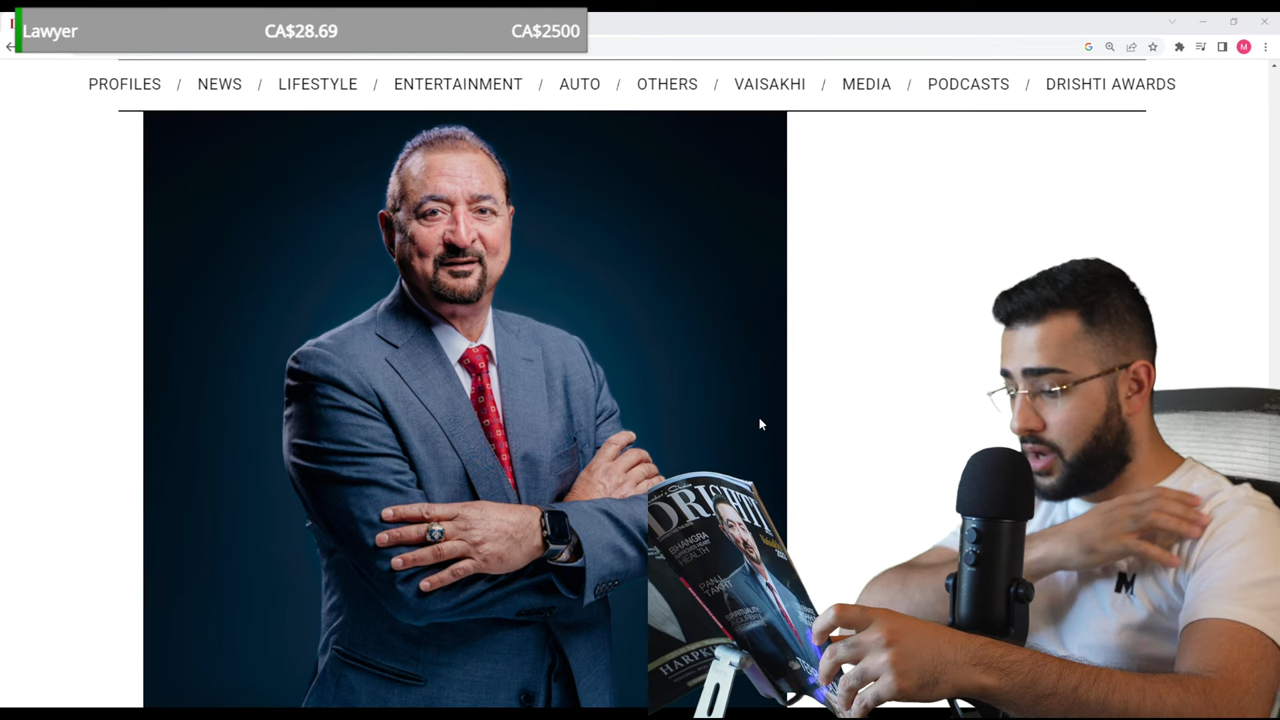 Lawyer CA$28.69 CA$2500
M
PROFILES / NEWS / LIFESTYLE / ENTERTAINMENT / AUTO / OTHERS / VAISAKHI / MEDIA / PODCASTS / DRISHTI AWARDS
DRISHTI
BHANGRA
HEALTH
M